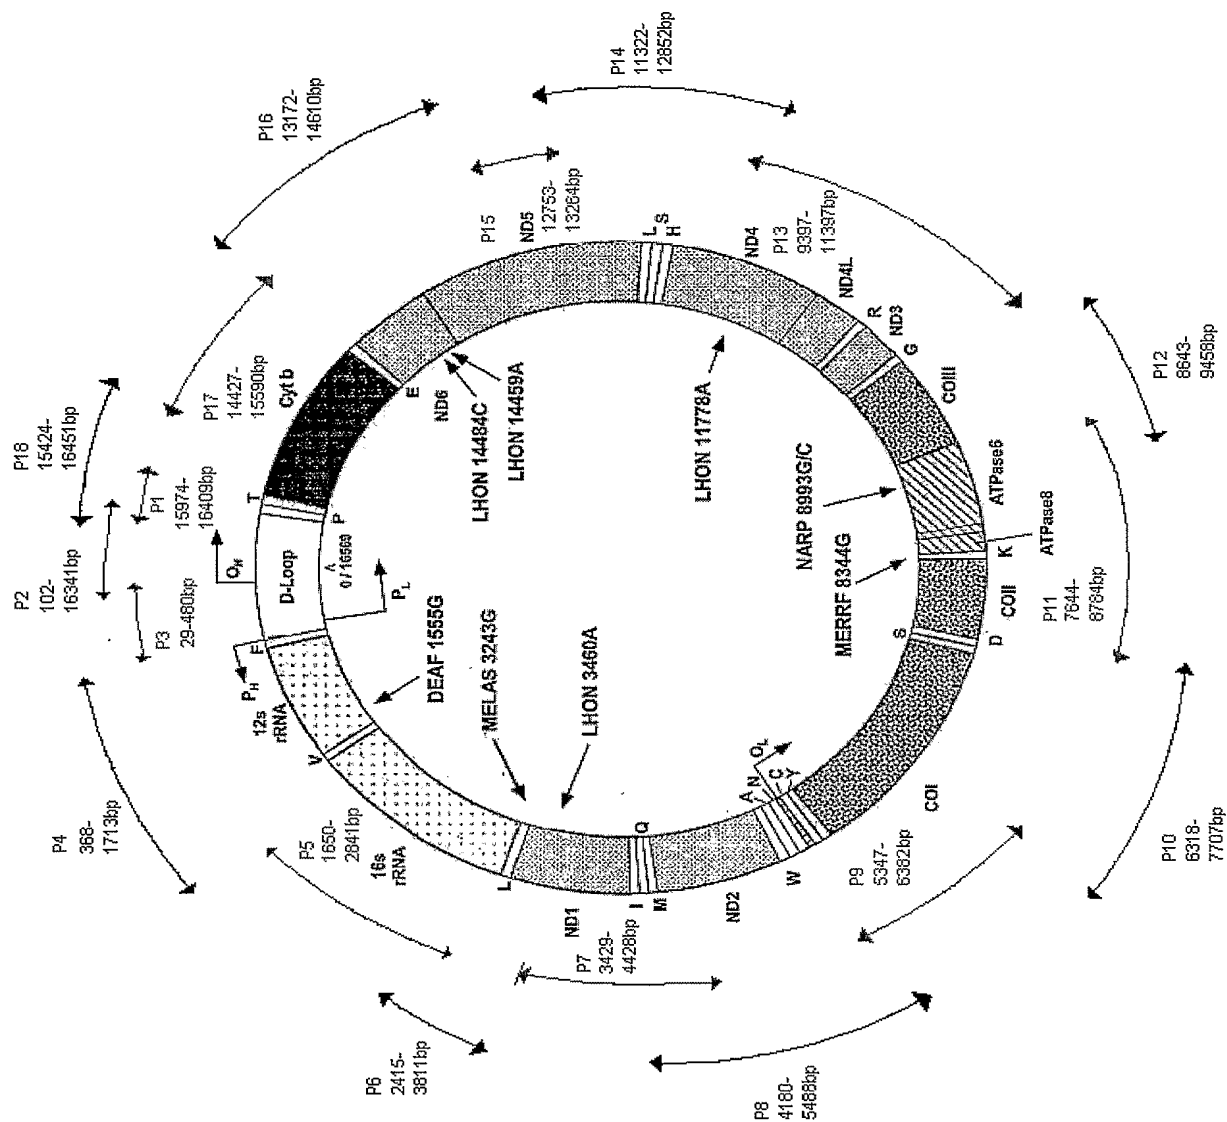 P18
15424-
16451bp
P2
102-
16341bp
P1
15974-
16409bp
P3
29-480bp
P4
368-
1713bp
P17
14427-
15590bp
P16
13172-
14610bp
P5
1650-
2841bp
P6
2415-
3811bp
P15
12753-
13264bp
P14
11322-
12852bp
P13
9397-
11397bp
P7
3429-
4428bp
P8
4180-
5488bp
P9
5347-
6382bp
P10
6318-
7707bp
P11
7644-
8784bp
P12
8643-
9458bp
OH
D-Loop
0/16569
PL
PH
T
P
Cyt b
E
ND6
ND5
L
S
H
ND4
ND4L
R
ND3
G
COIII
ATPase6
ATPase8
K
COII
D
S
COI
OL
Y
C
N
A
W
ND2
M
Q
I
ND1
L
16s
rRNA
V
12s
rRNA
F
DEAF 1555G
MELAS 3243G
LHON 3460A
LHON 14484C
LHON 14459A
LHON 11778A
NARP 8993G/C
MERRF 8344G